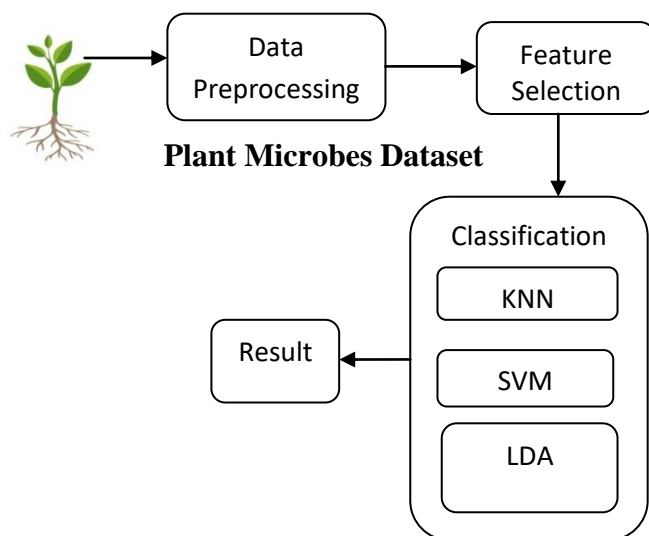 Data
Preprocessing
Feature
Selection
Plant Microbes Dataset
Classification
KNN
SVM
LDA
Result